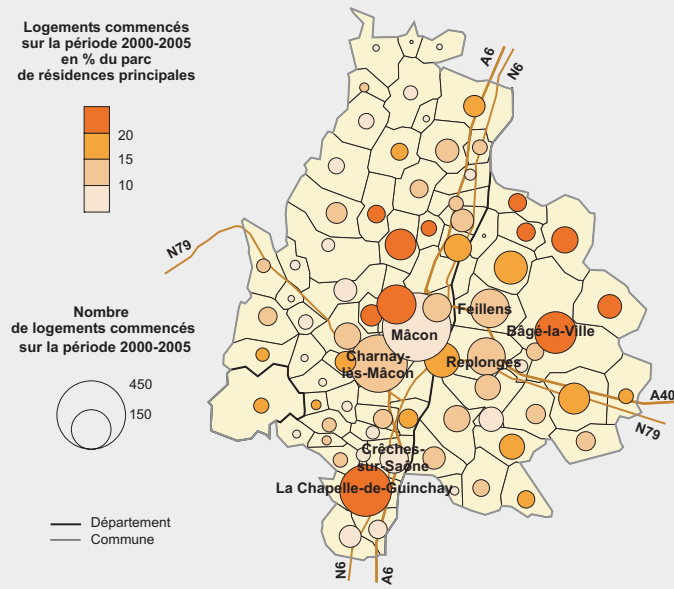 Logements commencés
sur la période 2000-2005
en % du parc
de résidences principales
20
15
10
Nombre
de logements commencés
sur la période 2000-2005
450
150
Département
Commune
A6
N6
N79
Feillens
Mâcon
Bâgé-la-Ville
Charnay-
lès-Mâcon
Replonges
A40
N79
Crêches-
sur-Saône
La Chapelle-de-Guinchay
N6
A6